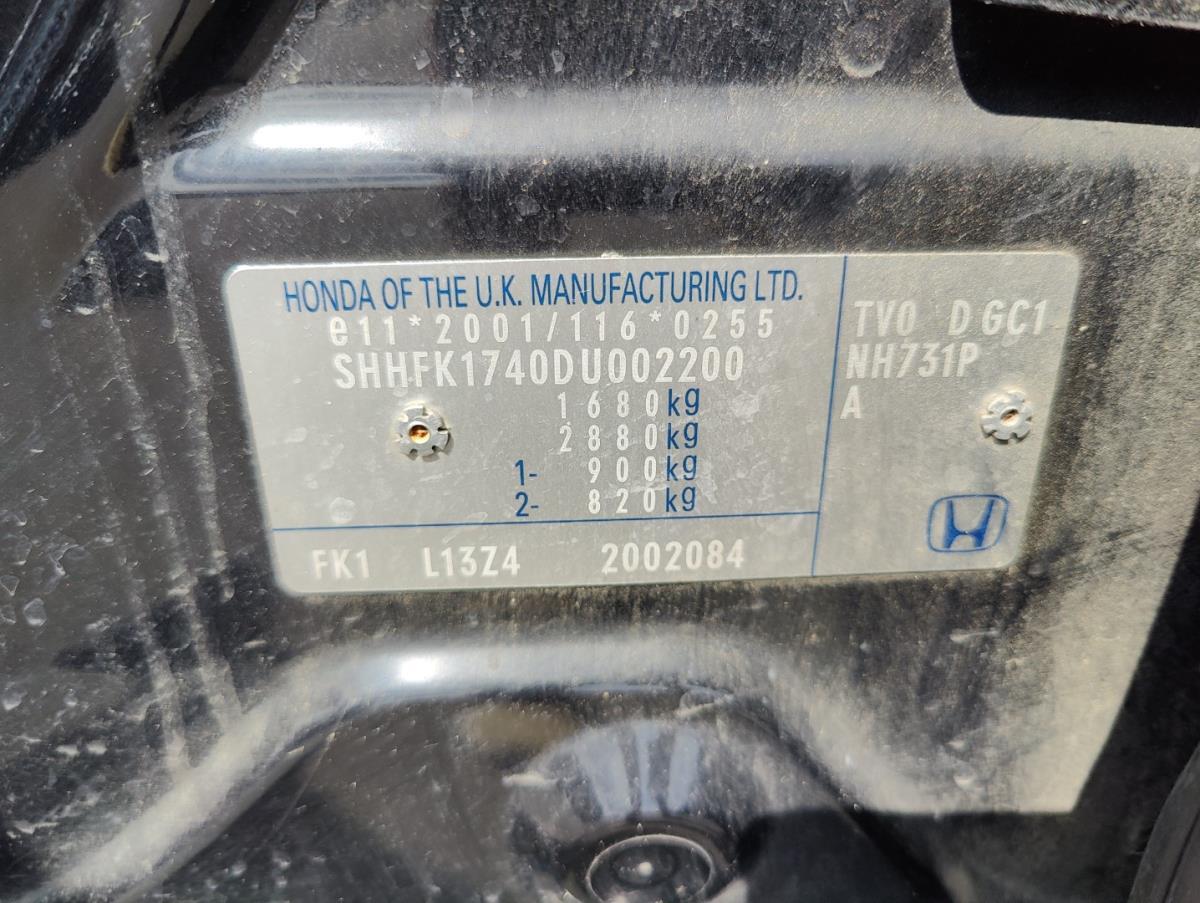 HONDA OF THE U.K. MANUFACTURING LTD.
e11*2001/116*0255
SHHFK1740DU002200
1680kg
2880kg
1- 900kg
2- 820kg
FK1 L13Z4 2002084
TV0 D GC1
NH731P
A